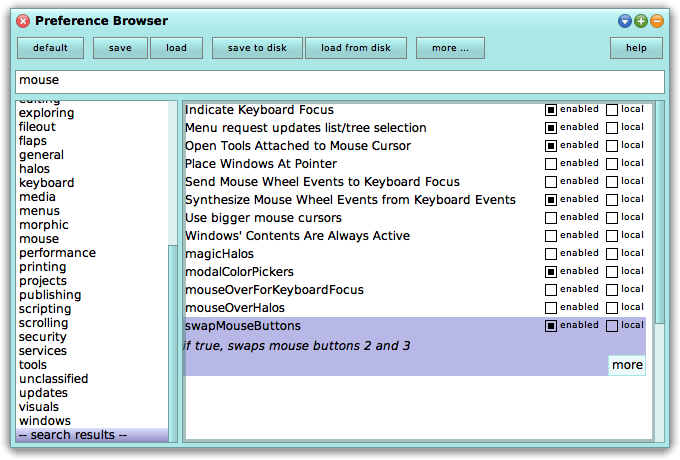 Preference Browser
default save load save to disk load from disk more ... help
mouse
editing
exploring
fileout
flaps
general
halos
keyboard
media
menus
morphic
mouse
performance
printing
projects
publishing
scripting
scrolling
security
services
tools
unclassified
updates
visuals
windows
-- search results --
Indicate Keyboard Focus enabled local
Menu request updates list/tree selection enabled local
Open Tools Attached to Mouse Cursor enabled local
Place Windows At Pointer enabled local
Send Mouse Wheel Events to Keyboard Focus enabled local
Synthesize Mouse Wheel Events from Keyboard Events enabled local
Use bigger mouse cursors enabled local
Windows' Contents Are Always Active enabled local
magicHalos enabled local
modalColorPickers enabled local
mouseOverForKeyboardFocus enabled local
mouseOverHalos enabled local
swapMouseButtons enabled local
if true, swaps mouse buttons 2 and 3
more